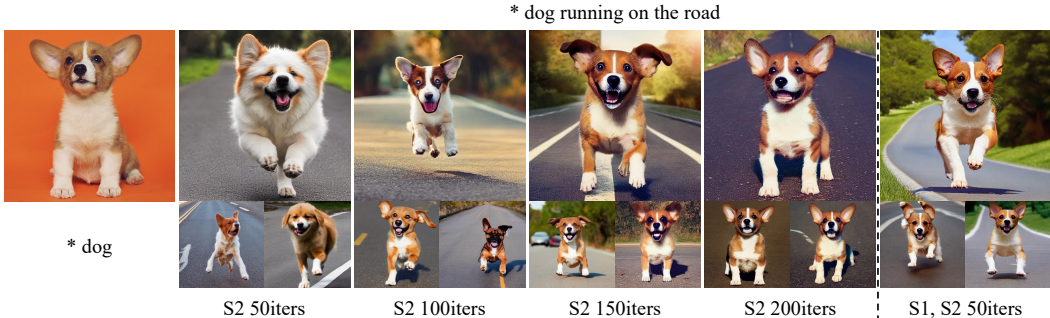 * dog running on the road
* dog
S2 50iters
S2 100iters
S2 150iters
S2 200iters
S1, S2 50iters